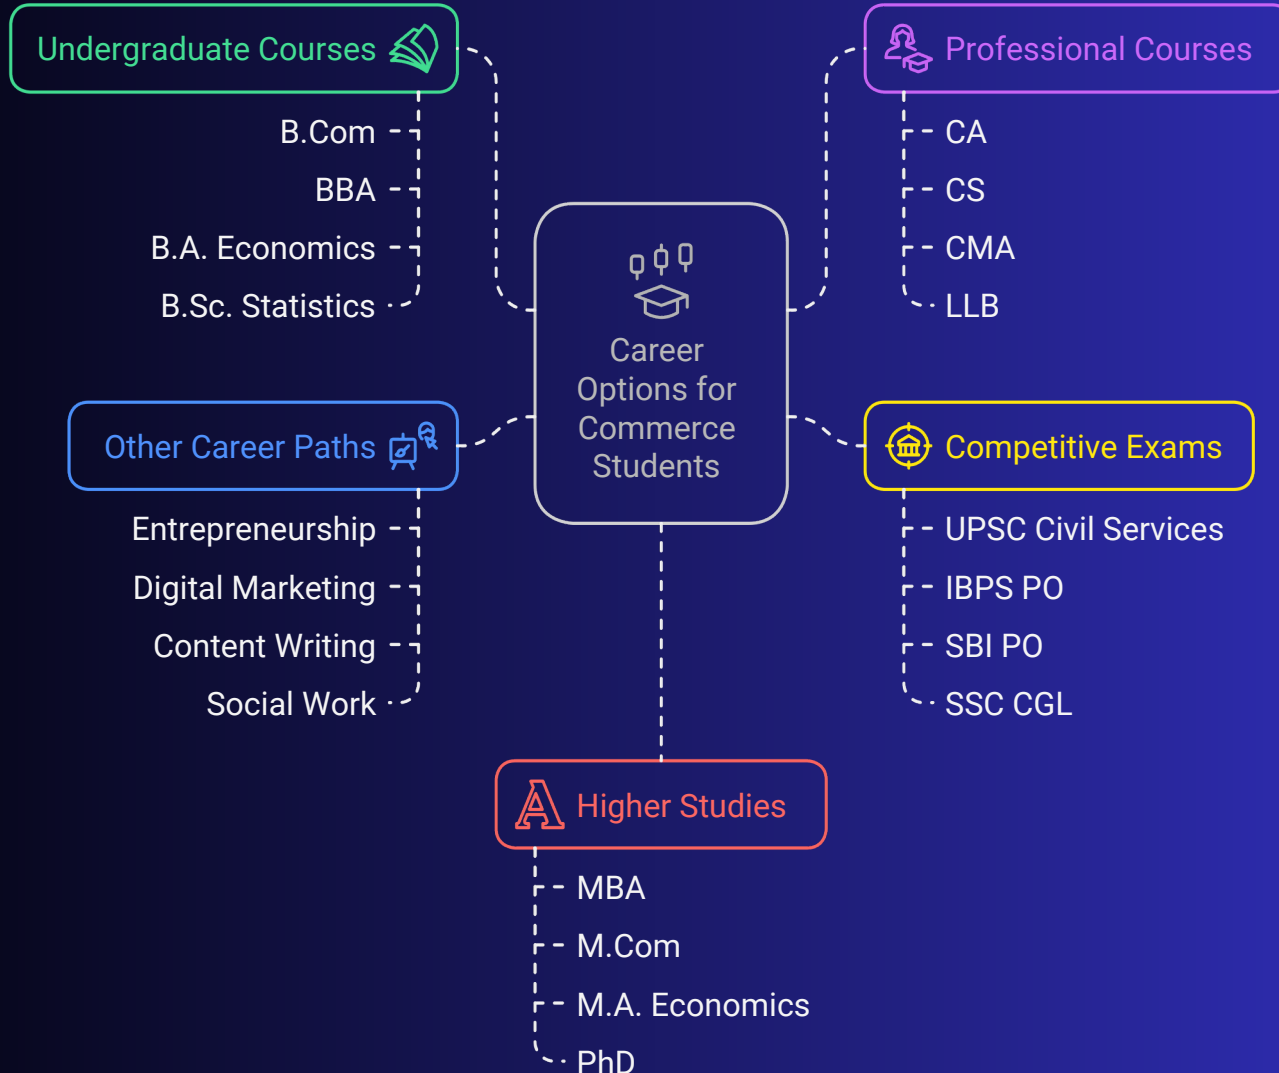 Undergraduate Courses
B.Com
BBA
B.A. Economics
B.Sc. Statistics
Professional Courses
CA
CS
CMA
LLB
Career
Options for
Commerce
Students
Other Career Paths
Entrepreneurship
Digital Marketing
Content Writing
Social Work
Competitive Exams
UPSC Civil Services
IBPS PO
SBI PO
SSC CGL
Higher Studies
MBA
M.Com
M.A. Economics
PhD